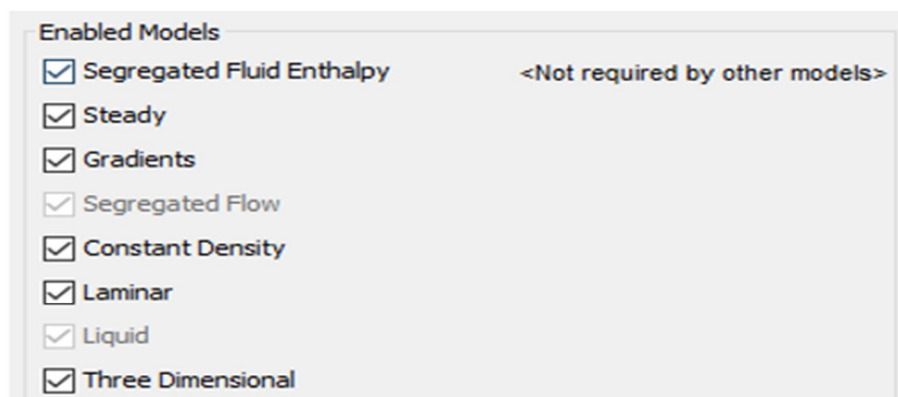 Enabled Models
Segregated Fluid Enthalpy <Not required by other models>
Steady
Gradients
Segregated Flow
Constant Density
Laminar
Liquid
Three Dimensional